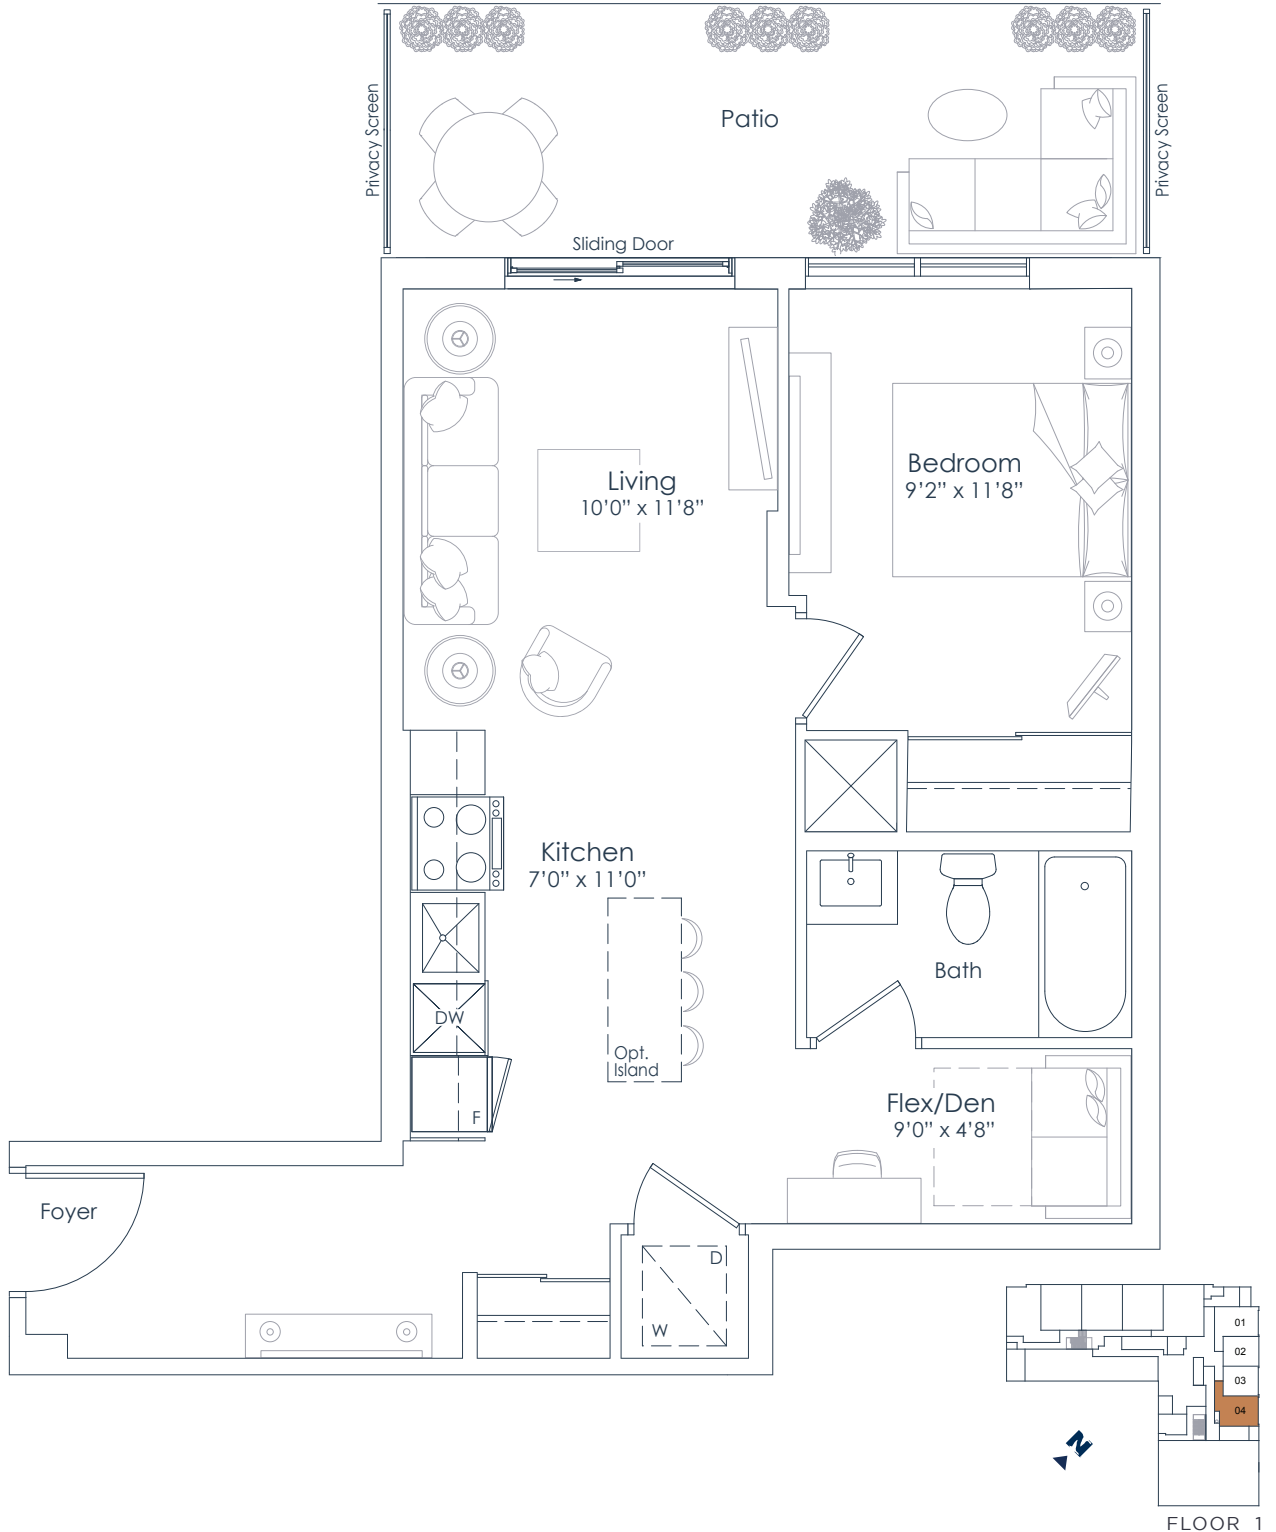 Privacy Screen
Patio
Privacy Screen
Sliding Door
Living
10’0” x 11’8”
Bedroom
9’2” x 11’8”
Kitchen
7’0” x 11’0”
Bath
DW
Opt.
Island
F
Flex/Den
9’0” x 4’8”
Foyer
D
W
01
02
03
04
N
FLOOR 1